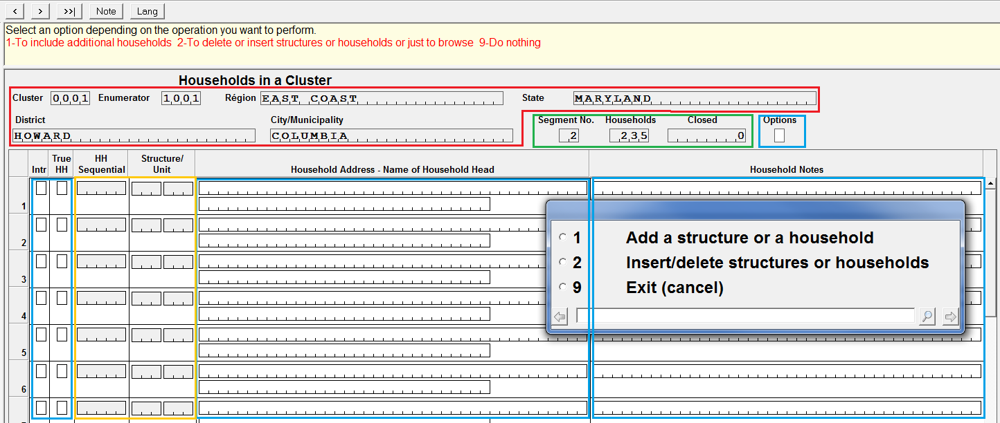 < > >>| Note Lang
Select an option depending on the operation you want to perform.
1-To include additional households 2-To delete or insert structures or households or just to browse 9-Do nothing
Households in a Cluster
Cluster 0001 Enumerator 1001 Région EAST COAST State MARYLAND
District City/Municipality Segment No. Households Closed Options
HOWARD COLUMBIA 2 235 0
Intr True HH HH Sequential Structure/ Unit Household Address - Name of Household Head Household Notes
1
2
3
4
5
6
1 Add a structure or a household
2 Insert/delete structures or households
9 Exit (cancel)